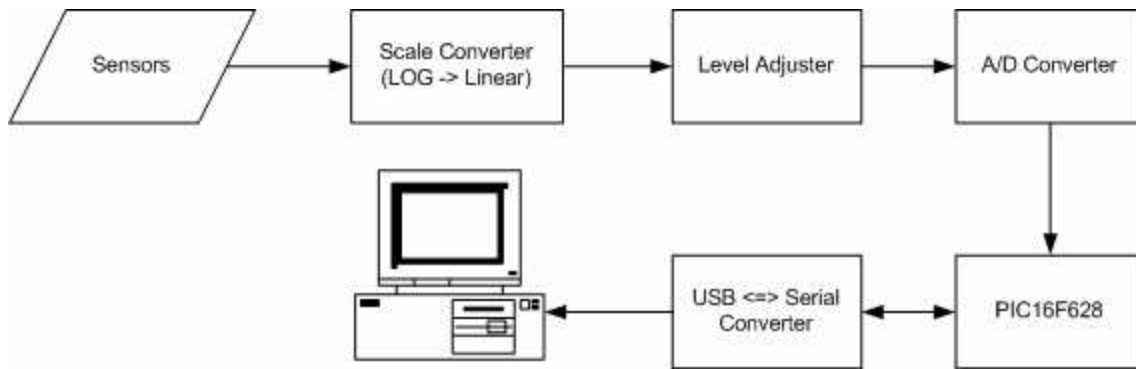 Sensors
Scale Converter
(LOG -> Linear)
Level Adjuster
A/D Converter
USB <=> Serial
Converter
PIC16F628